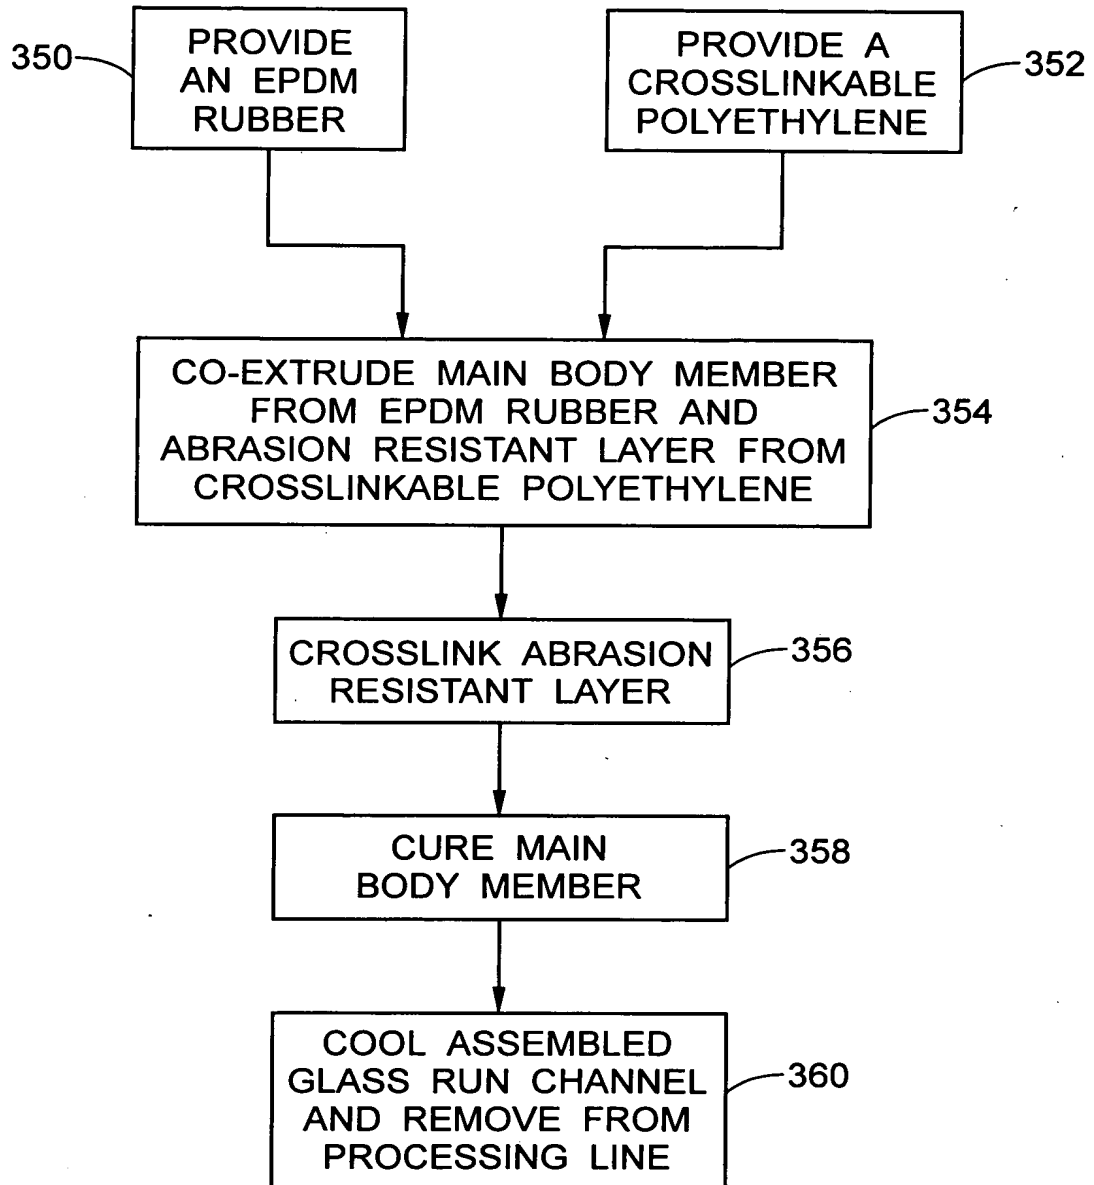 350
PROVIDE
AN EPDM
RUBBER
PROVIDE A
CROSSLINKABLE
POLYETHYLENE
352
CO-EXTRUDE MAIN BODY MEMBER
FROM EPDM RUBBER AND
ABRASION RESISTANT LAYER FROM
CROSSLINKABLE POLYETHYLENE
354
CROSSLINK ABRASION
RESISTANT LAYER
356
CURE MAIN
BODY MEMBER
358
COOL ASSEMBLED
GLASS RUN CHANNEL
AND REMOVE FROM
PROCESSING LINE
360